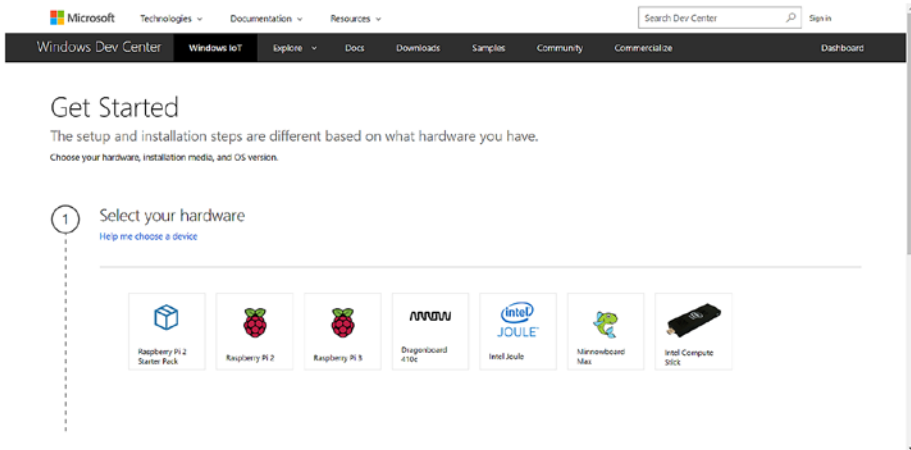 Microsoft Technologies Documentation Resources Search Dev Center Sign in
Windows Dev Center Windows IoT Explore Docs Downloads Samples Community Commercialize Dashboard
Get Started
The setup and installation steps are different based on what hardware you have.
Choose your hardware, installation media, and OS version.
1 Select your hardware
Help me choose a device
ARROW
intel
JOULE
Raspberry Pi 2
Starter Pack
Raspberry Pi 2
Raspberry Pi 3
Dragonboard
410c
Intel Joule
Minnowboard
Max
Intel Compute
Stick